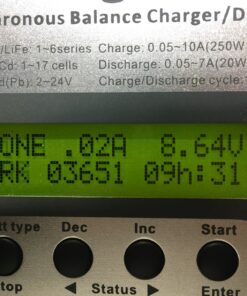 ronous Balance Charger/D
LiFe: 1~6series Charge: 0.05~10A(250W
Cd: 1~17 cells Discharge: 0.05~7A(20W
d(Pb): 2~24V Charge/Discharge cycle:
ONE .02A 8.64V
RK 03651 09h:31
tt type Dec Inc Start
top ◄ Status ► Enter